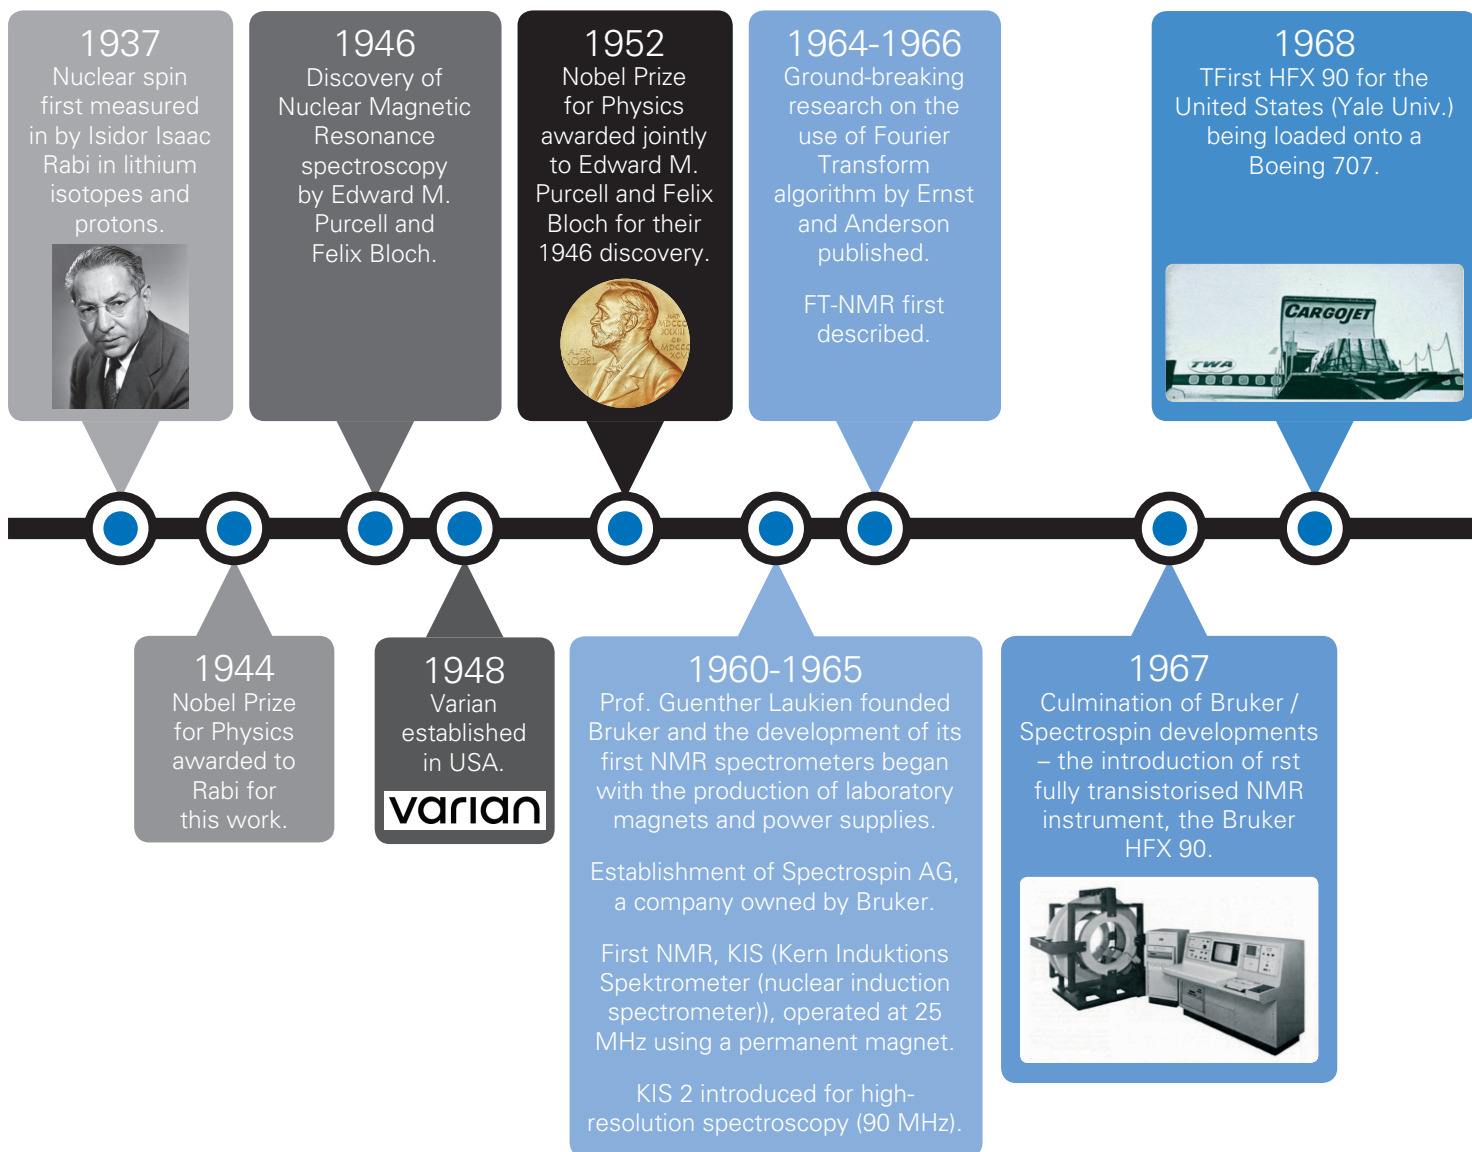 1937
Nuclear spin
first measured
in by Isidor Isaac
Rabi in lithium
isotopes and
protons.
1946
Discovery of
Nuclear Magnetic
Resonance
spectroscopy
by Edward M.
Purcell and
Felix Bloch.
1952
Nobel Prize
for Physics
awarded jointly
to Edward M.
Purcell and Felix
Bloch for their
1946 discovery.
1964-1966
Ground-breaking
research on the
use of Fourier
Transform
algorithm by Ernst
and Anderson
published.
FT-NMR first
described.
1968
TFirst HFX 90 for the
United States (Yale Univ.)
being loaded onto a
Boeing 707.
CARGOJET
TWA
1944
Nobel Prize
for Physics
awarded to
Rabi for
this work.
1948
Varian
established
in USA.
varian
1960-1965
Prof. Guenther Laukien founded
Bruker and the development of its
first NMR spectrometers began
with the production of laboratory
magnets and power supplies.
Establishment of Spectrospin AG,
a company owned by Bruker.
First NMR, KIS (Kern Induktions
Spektrometer (nuclear induction
spectrometer)), operated at 25
MHz using a permanent magnet.
KIS 2 introduced for high-
resolution spectroscopy (90 MHz).
1967
Culmination of Bruker /
Spectrospin developments
– the introduction of rst
fully transistorised NMR
instrument, the Bruker
HFX 90.